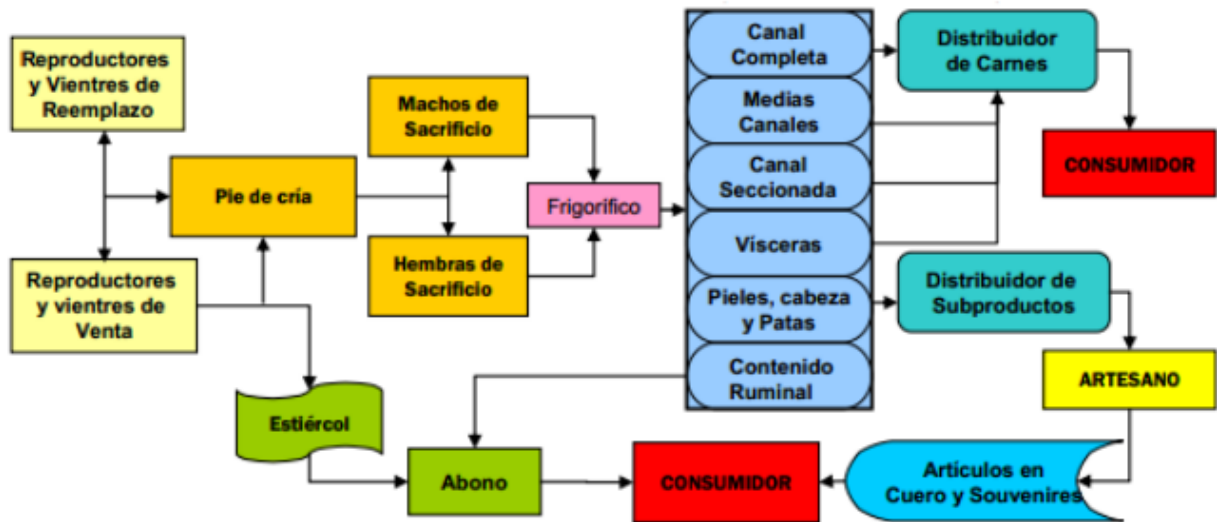 Reproductores
y Vientres de
Reemplazo
Machos de
Sacrificio
Pie de cría
Frigorifico
Reproductores
y vientres de
Venta
Hembras de
Sacrificio
Estiércol
Abono
Canal
Completa
Medias
Canales
Canal
Seccionada
Vísceras
Pieles, cabeza
y Patas
Contenido
Ruminal
Distribuidor
de Carnes
CONSUMIDOR
Distribuidor de
Subproductos
ARTESANO
Artículos en
Cuero y Souvenires
CONSUMIDOR